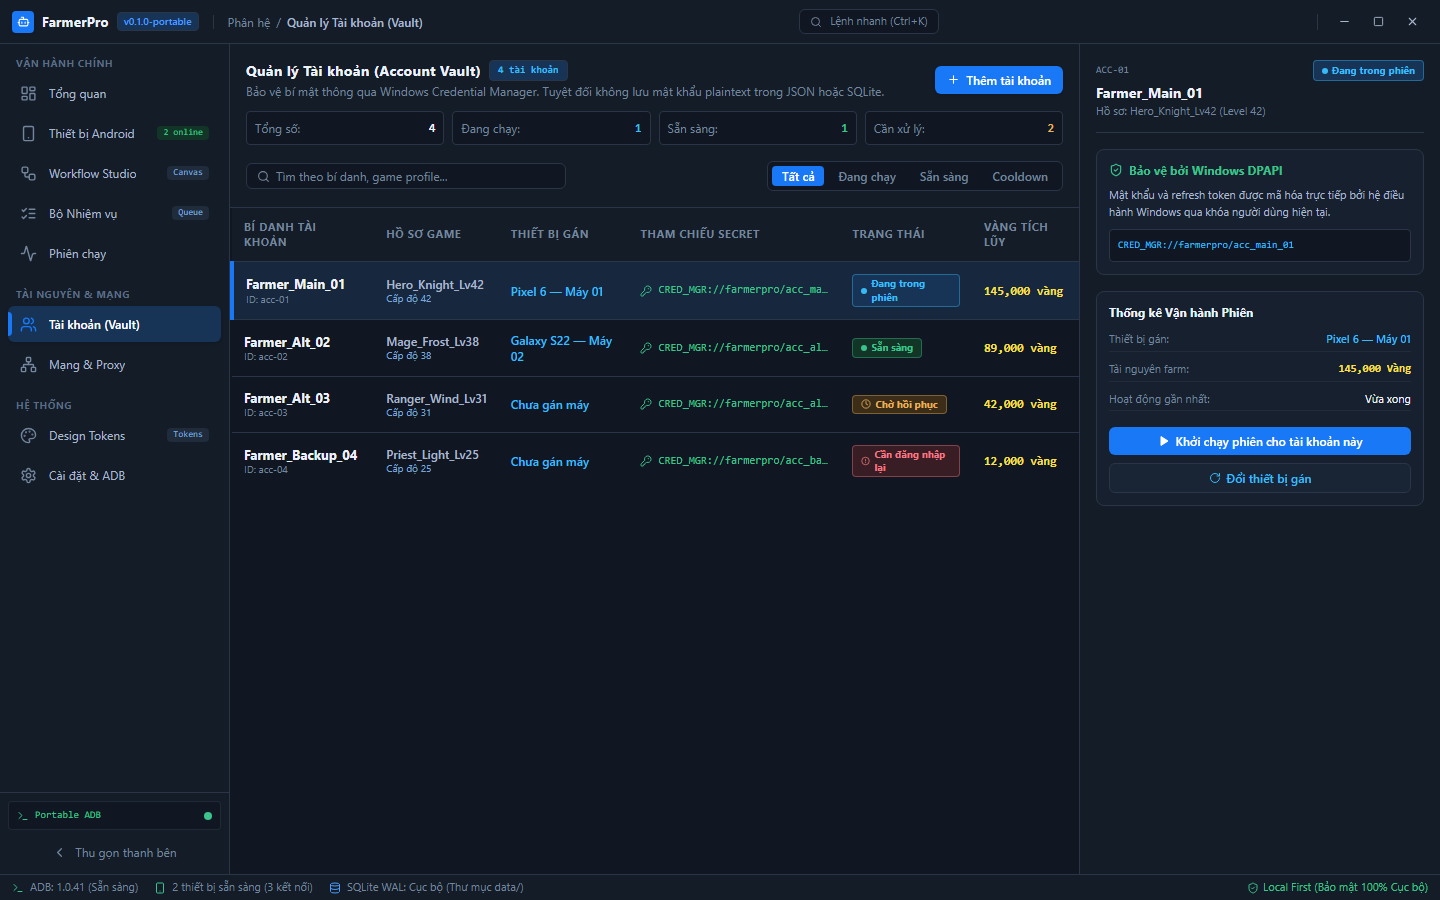 FarmerPro v0.1.0-portable Phân hệ / Quản lý Tài khoản (Vault) Lệnh nhanh (Ctrl+K)
VẬN HÀNH CHÍNH
Tổng quan
Thiết bị Android 2 online
Workflow Studio Canvas
Bộ Nhiệm vụ Queue
Phiên chạy
TÀI NGUYÊN & MẠNG
Tài khoản (Vault)
Mạng & Proxy
HỆ THỐNG
Design Tokens Tokens
Cài đặt & ADB
Portable ADB
Thu gọn thanh bên
Quản lý Tài khoản (Account Vault) 4 tài khoản
Bảo vệ bí mật thông qua Windows Credential Manager. Tuyệt đối không lưu mật khẩu plaintext trong JSON hoặc SQLite.
Thêm tài khoản
Tổng số: 4 Đang chạy: 1 Sẵn sàng: 1 Cần xử lý: 2
Tìm theo bí danh, game profile... Tất cả Đang chạy Sẵn sàng Cooldown
BÍ DANH TÀI KHOẢN HỒ SƠ GAME THIẾT BỊ GÁN THAM CHIẾU SECRET TRẠNG THÁI VÀNG TÍCH LŨY
Farmer_Main_01 Hero_Knight_Lv42 Pixel 6 — Máy 01 CRED_MGR://farmerpro/acc_ma… Đang trong phiên 145,000 vàng
ID: acc-01 Cấp độ 42
Farmer_Alt_02 Mage_Frost_Lv38 Galaxy S22 — Máy 02 CRED_MGR://farmerpro/acc_al… Sẵn sàng 89,000 vàng
ID: acc-02 Cấp độ 38
Farmer_Alt_03 Ranger_Wind_Lv31 Chưa gán máy CRED_MGR://farmerpro/acc_al… Chờ hồi phục 42,000 vàng
ID: acc-03 Cấp độ 31
Farmer_Backup_04 Priest_Light_Lv25 Chưa gán máy CRED_MGR://farmerpro/acc_ba… Cần đăng nhập lại 12,000 vàng
ID: acc-04 Cấp độ 25
ACC-01 Đang trong phiên
Farmer_Main_01
Hồ sơ: Hero_Knight_Lv42 (Level 42)
Bảo vệ bởi Windows DPAPI
Mật khẩu và refresh token được mã hóa trực tiếp bởi hệ điều
hành Windows qua khóa người dùng hiện tại.
CRED_MGR://farmerpro/acc_main_01
Thống kê Vận hành Phiên
Thiết bị gán: Pixel 6 — Máy 01
Tài nguyên farm: 145,000 Vàng
Hoạt động gần nhất: Vừa xong
Khởi chạy phiên cho tài khoản này
Đổi thiết bị gán
ADB: 1.0.41 (Sẵn sàng) 2 thiết bị sẵn sàng (3 kết nối) SQLite WAL: Cục bộ (Thư mục data/) Local First (Bảo mật 100% Cục bộ)